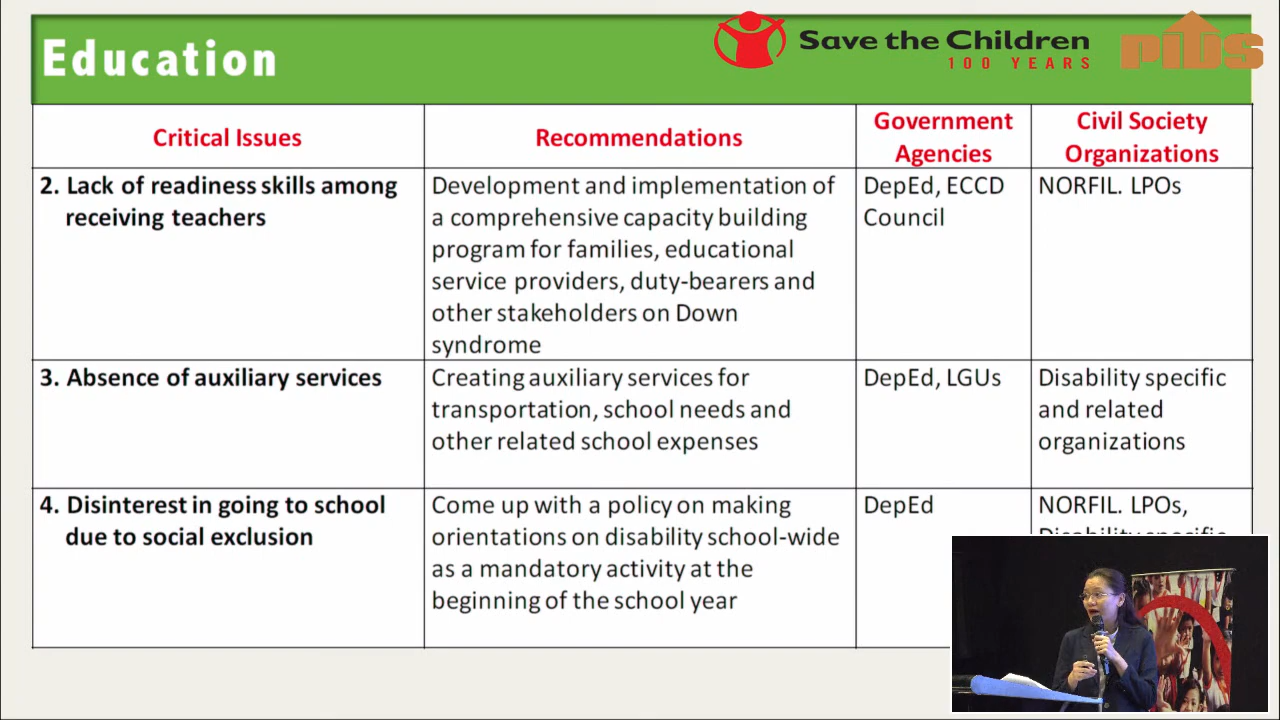 Education
Save the Children
100 YEARS
PIDS
Critical Issues
Recommendations
Government
Agencies
Civil Society
Organizations
2. Lack of readiness skills among
receiving teachers
Development and implementation of
a comprehensive capacity building
program for families, educational
service providers, duty-bearers and
other stakeholders on Down
syndrome
DepEd, ECCD
Council
NORFIL. LPOs
3. Absence of auxiliary services
Creating auxiliary services for
transportation, school needs and
other related school expenses
DepEd, LGUs
Disability specific
and related
organizations
4. Disinterest in going to school
due to social exclusion
Come up with a policy on making
orientations on disability school-wide
as a mandatory activity at the
beginning of the school year
DepEd
NORFIL. LPOs,
Disability specific